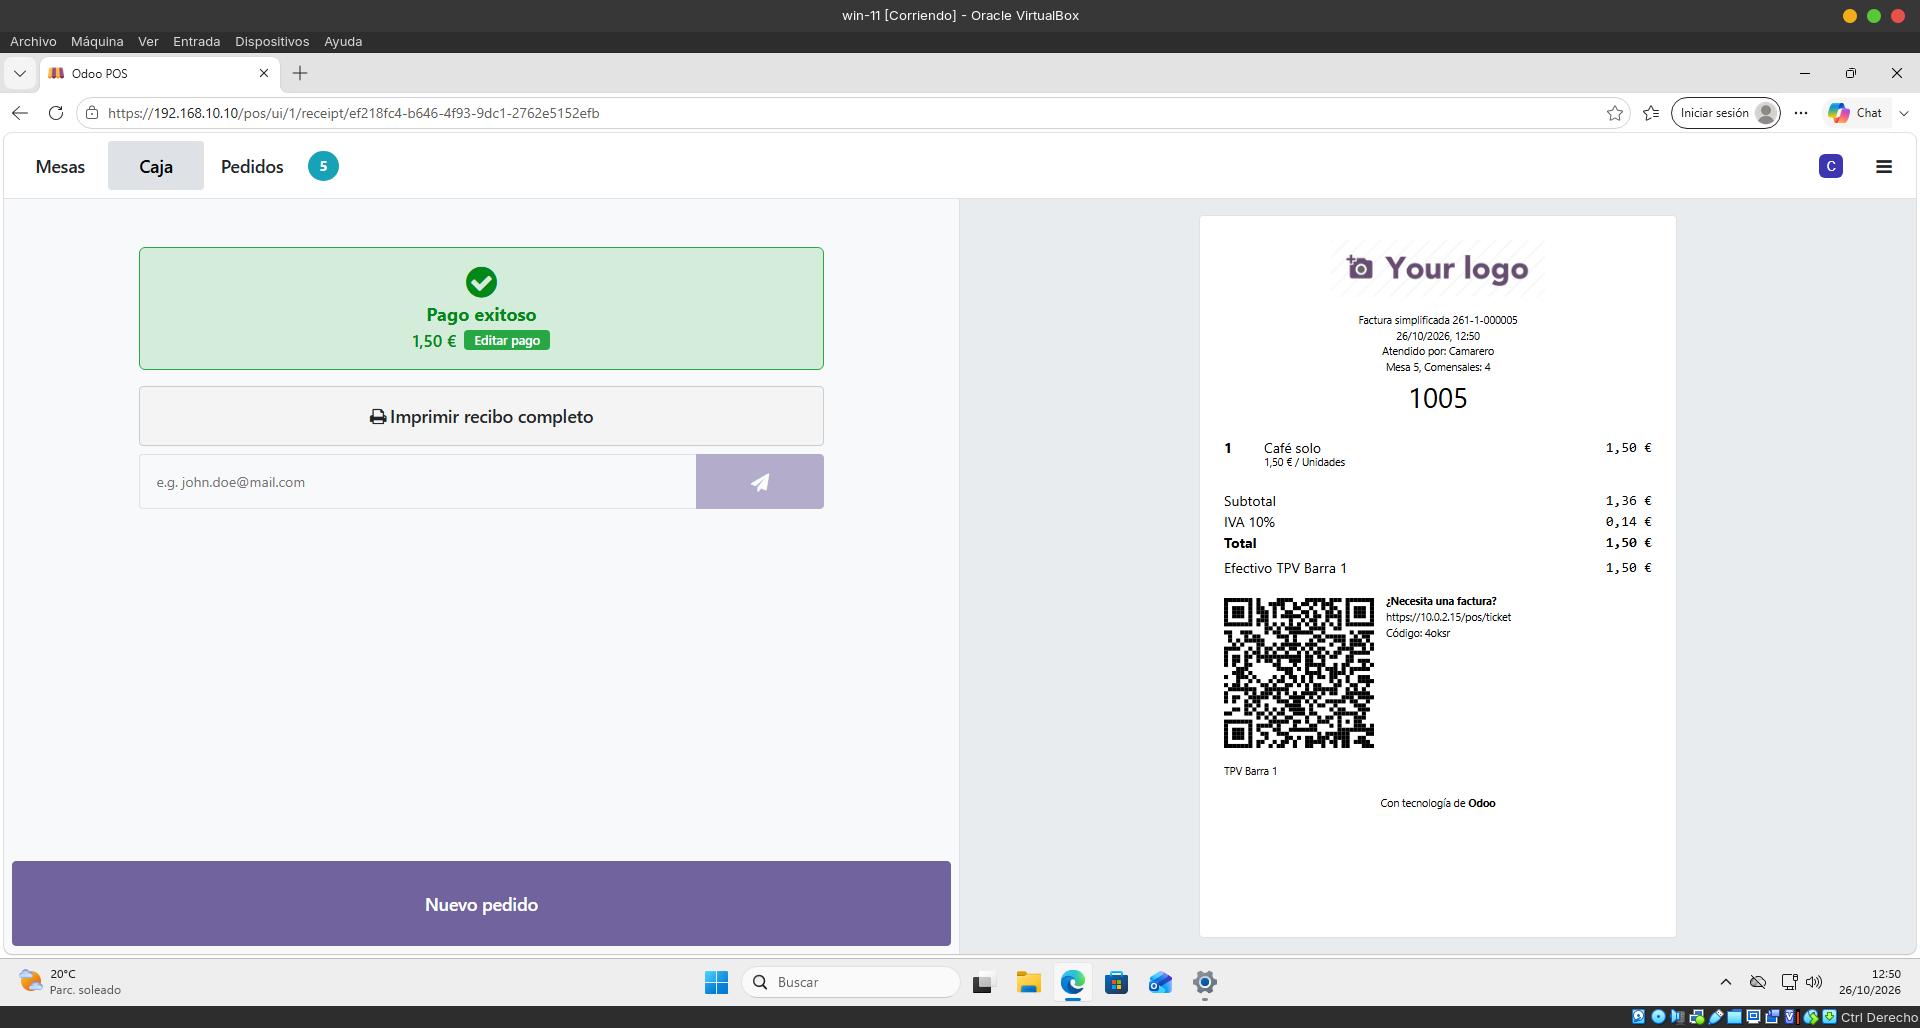 win-11 [Corriendo] - Oracle VirtualBox
Archivo Máquina Ver Entrada Dispositivos Ayuda
Odoo POS
https://192.168.10.10/pos/ui/1/receipt/ef218fc4-b646-4f93-9dc1-2762e5152efb
Iniciar sesión
Chat
Mesas Caja Pedidos 5
C
Pago exitoso
1,50 € Editar pago
Imprimir recibo completo
e.g. john.doe@mail.com
Nuevo pedido
Your logo
Factura simplificada 261-1-000005
26/10/2026, 12:50
Atendido por: Camarero
Mesa 5, Comensales: 4
1005
1 Café solo 1,50 €
1,50 € / Unidades
Subtotal 1,36 €
IVA 10% 0,14 €
Total 1,50 €
Efectivo TPV Barra 1 1,50 €
¿Necesita una factura?
https://10.0.2.15/pos/ticket
Código: 4oksr
TPV Barra 1
Con tecnología de Odoo
20°C
Parc. soleado
Buscar
12:50
26/10/2026
Ctrl Derecho